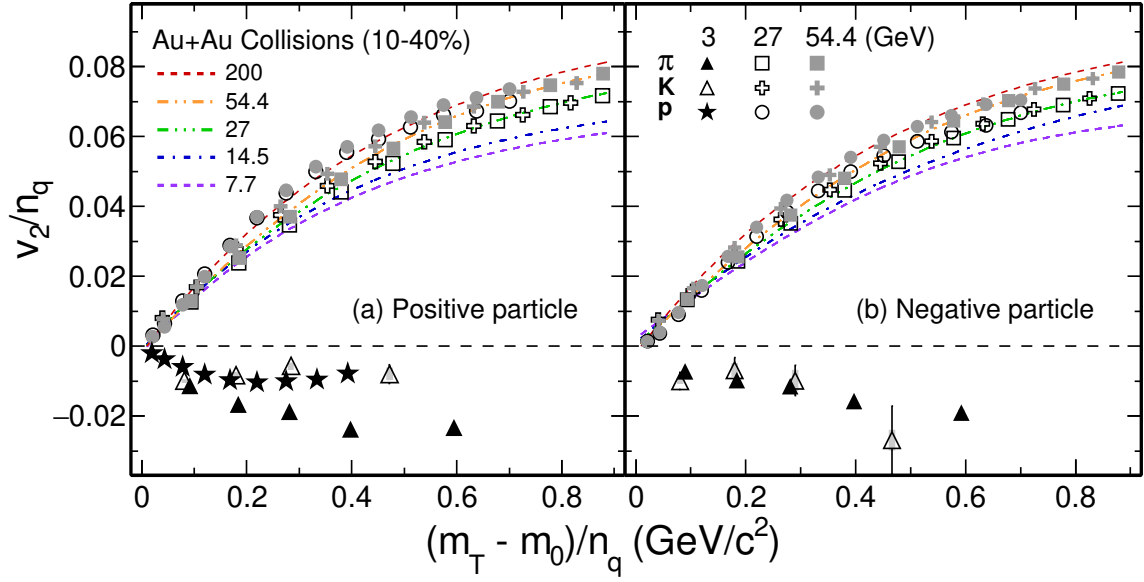 Au+Au Collisions (10-40%)
200
54.4
27
14.5
7.7
3 27 54.4 (GeV)
π
K
p
(a) Positive particle
(b) Negative particle
0.08
0.06
0.04
0.02
0
−0.02
v2/nq
0 0.2 0.4 0.6 0.8
0 0.2 0.4 0.6 0.8
(mT - m0)/nq (GeV/c²)